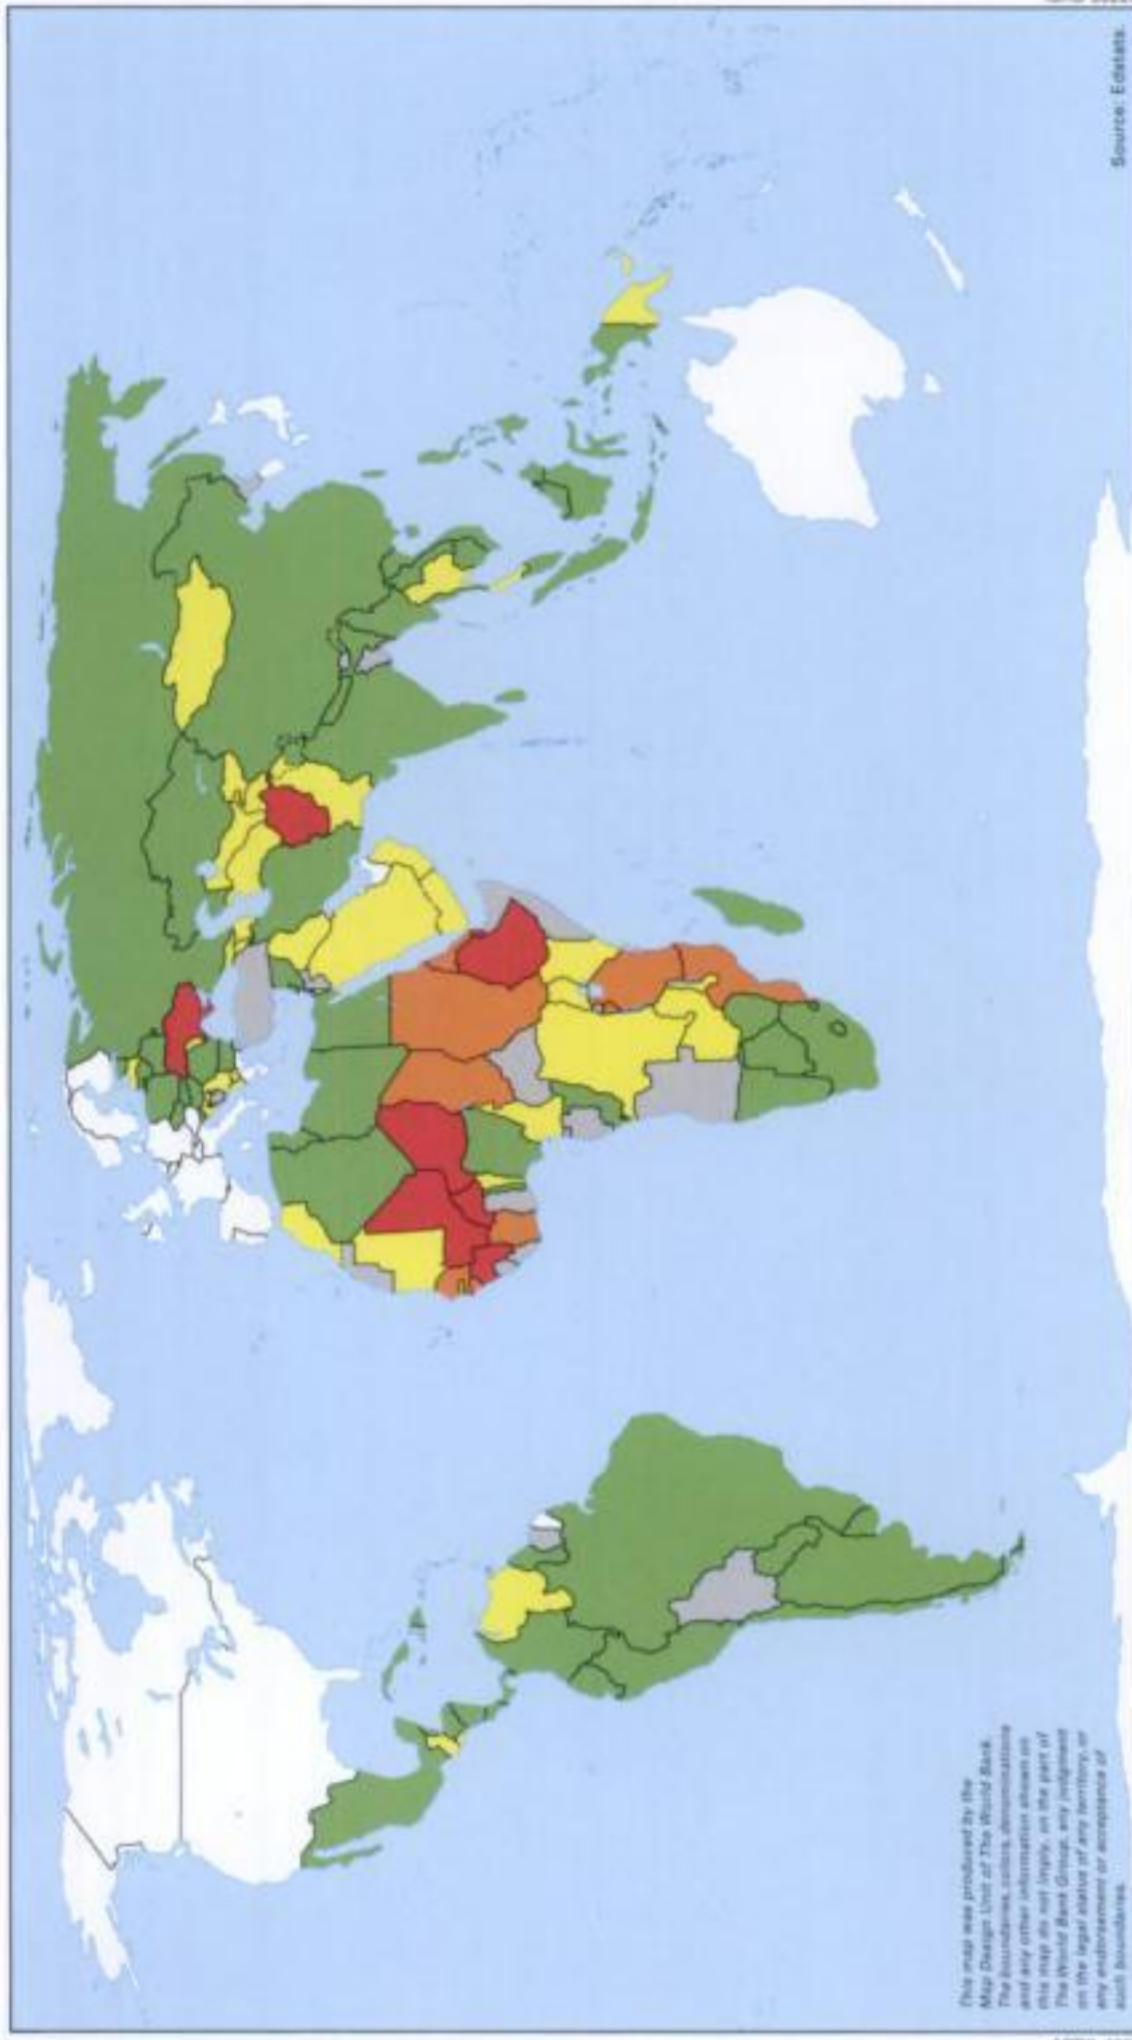 Source: Edstats.
This map was produced by the
Map Design Unit of The World Bank.
The boundaries, colors, denominations
and any other information shown on
this map do not imply, on the part of
The World Bank Group, any judgment
on the legal status of any territory, or
any endorsement or acceptance of
such boundaries.